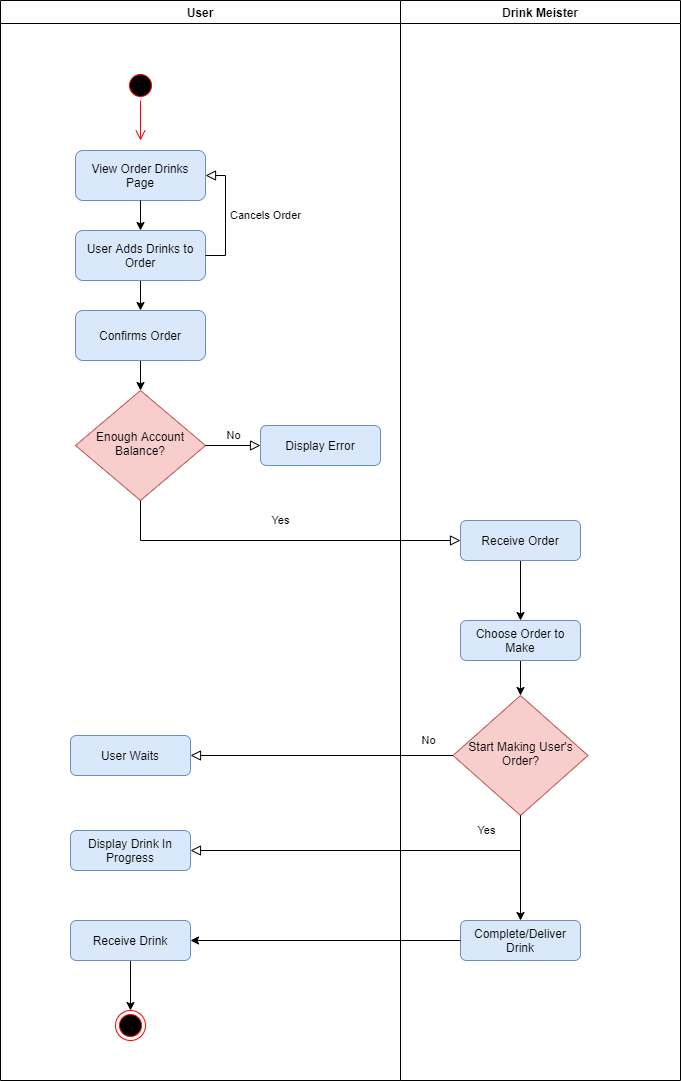 User
Drink Meister
View Order Drinks
Page
Cancels Order
User Adds Drinks to
Order
Confirms Order
Enough Account
Balance?
No
Display Error
Yes
Receive Order
Choose Order to
Make
Start Making User's
Order?
No
User Waits
Yes
Display Drink In
Progress
Complete/Deliver
Drink
Receive Drink